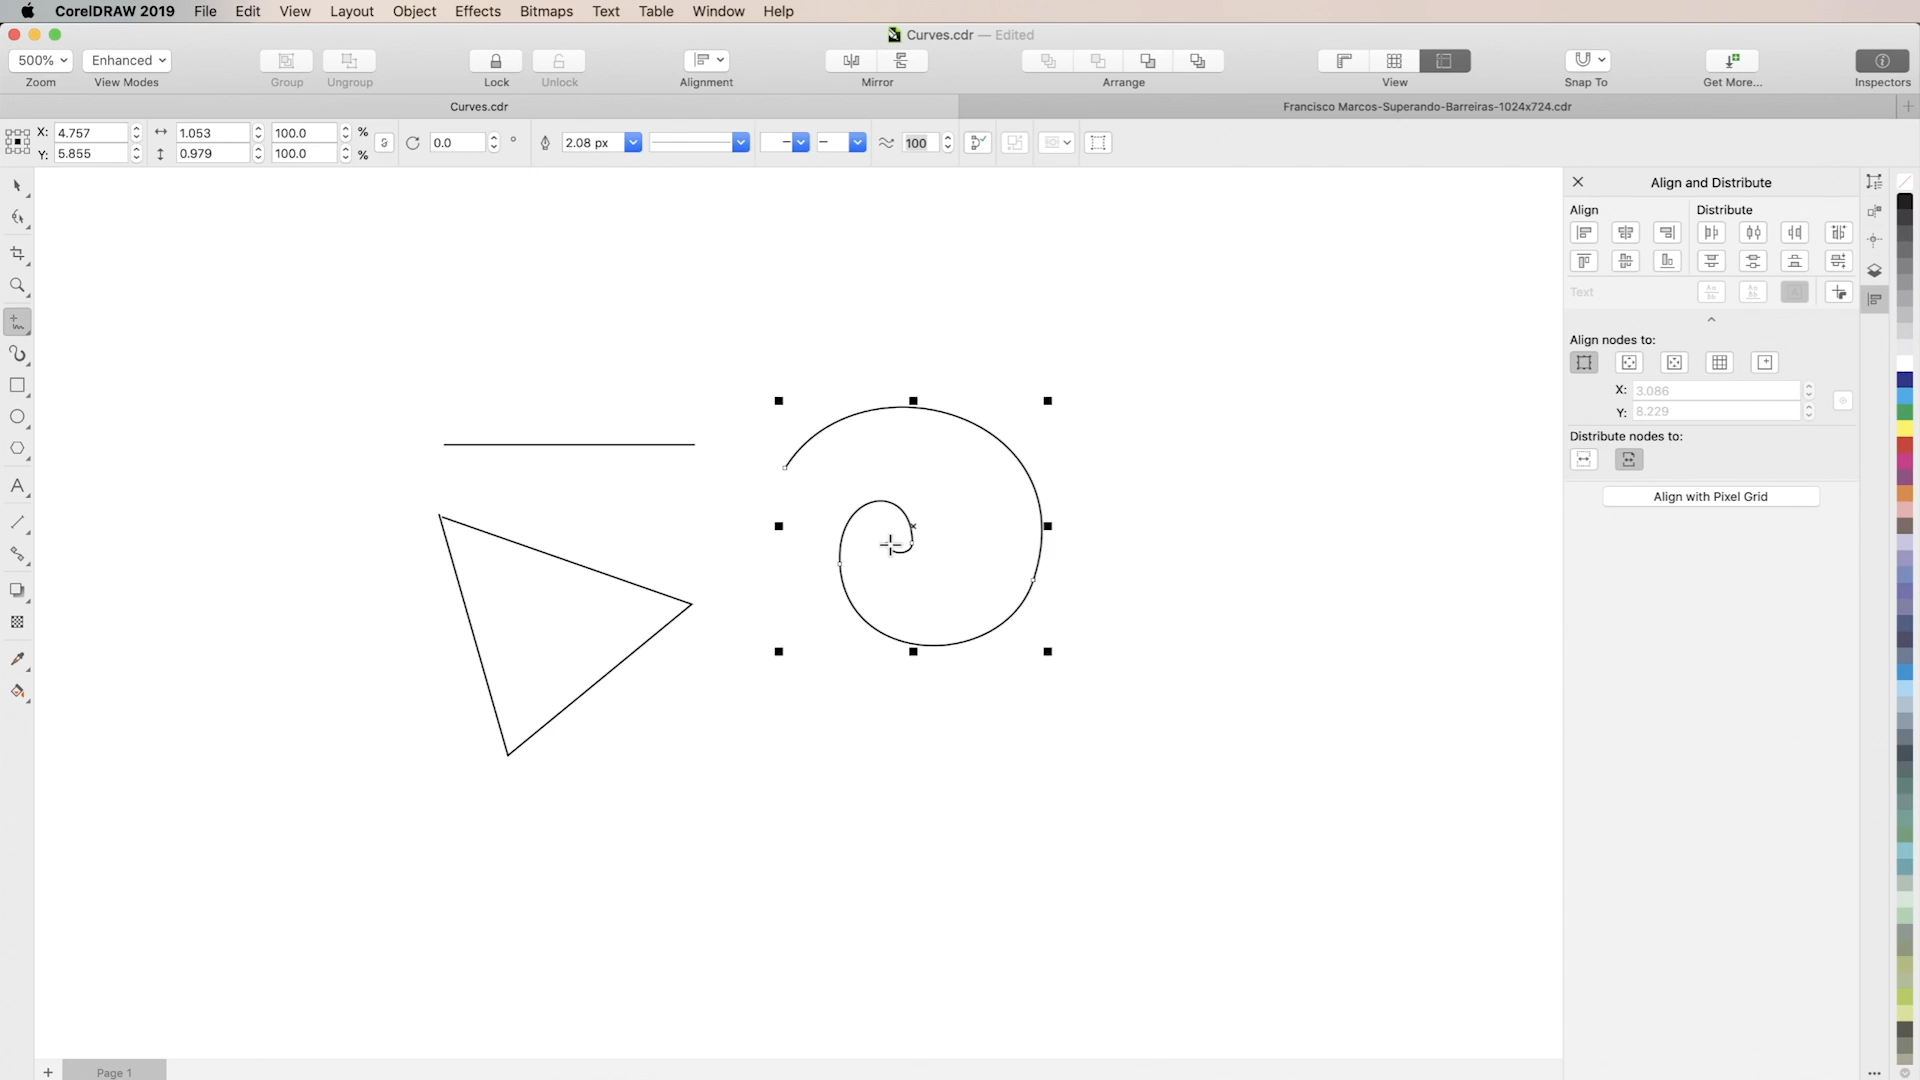 CorelDRAW 2019 File Edit View Layout Object Effects Bitmaps Text Table Window Help
Curves.cdr — Edited
500% Enhanced
Zoom View Modes Group Ungroup Lock Unlock Alignment Mirror Arrange View Snap To Get More... Inspectors
Curves.cdr Francisco Marcos-Superando-Barreiras-1024x724.cdr
X: 4.757 1.053 100.0 % 0.0 ° 2.08 px 100
Y: 5.855 0.979 100.0 %
Align and Distribute
Align Distribute
Text
Align nodes to:
X: 3.086
Y: 8.229
Distribute nodes to:
Align with Pixel Grid
Page 1